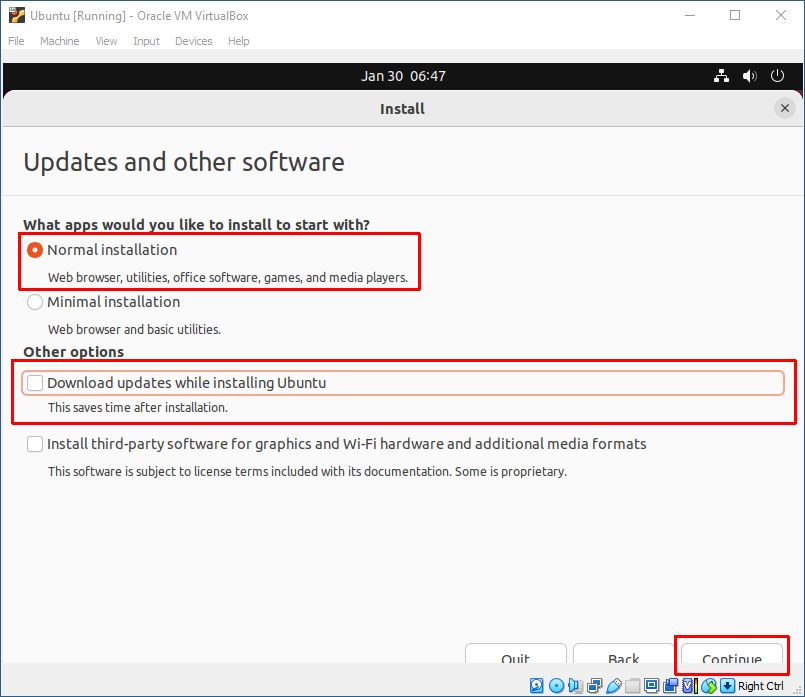 Ubuntu [Running] - Oracle VM VirtualBox
File Machine View Input Devices Help
Jan 30 06:47
Install
Updates and other software
What apps would you like to install to start with?
Normal installation
Web browser, utilities, office software, games, and media players.
Minimal installation
Web browser and basic utilities.
Other options
Download updates while installing Ubuntu
This saves time after installation.
Install third-party software for graphics and Wi-Fi hardware and additional media formats
This software is subject to license terms included with its documentation. Some is proprietary.
Quit Back Continue
Right Ctrl